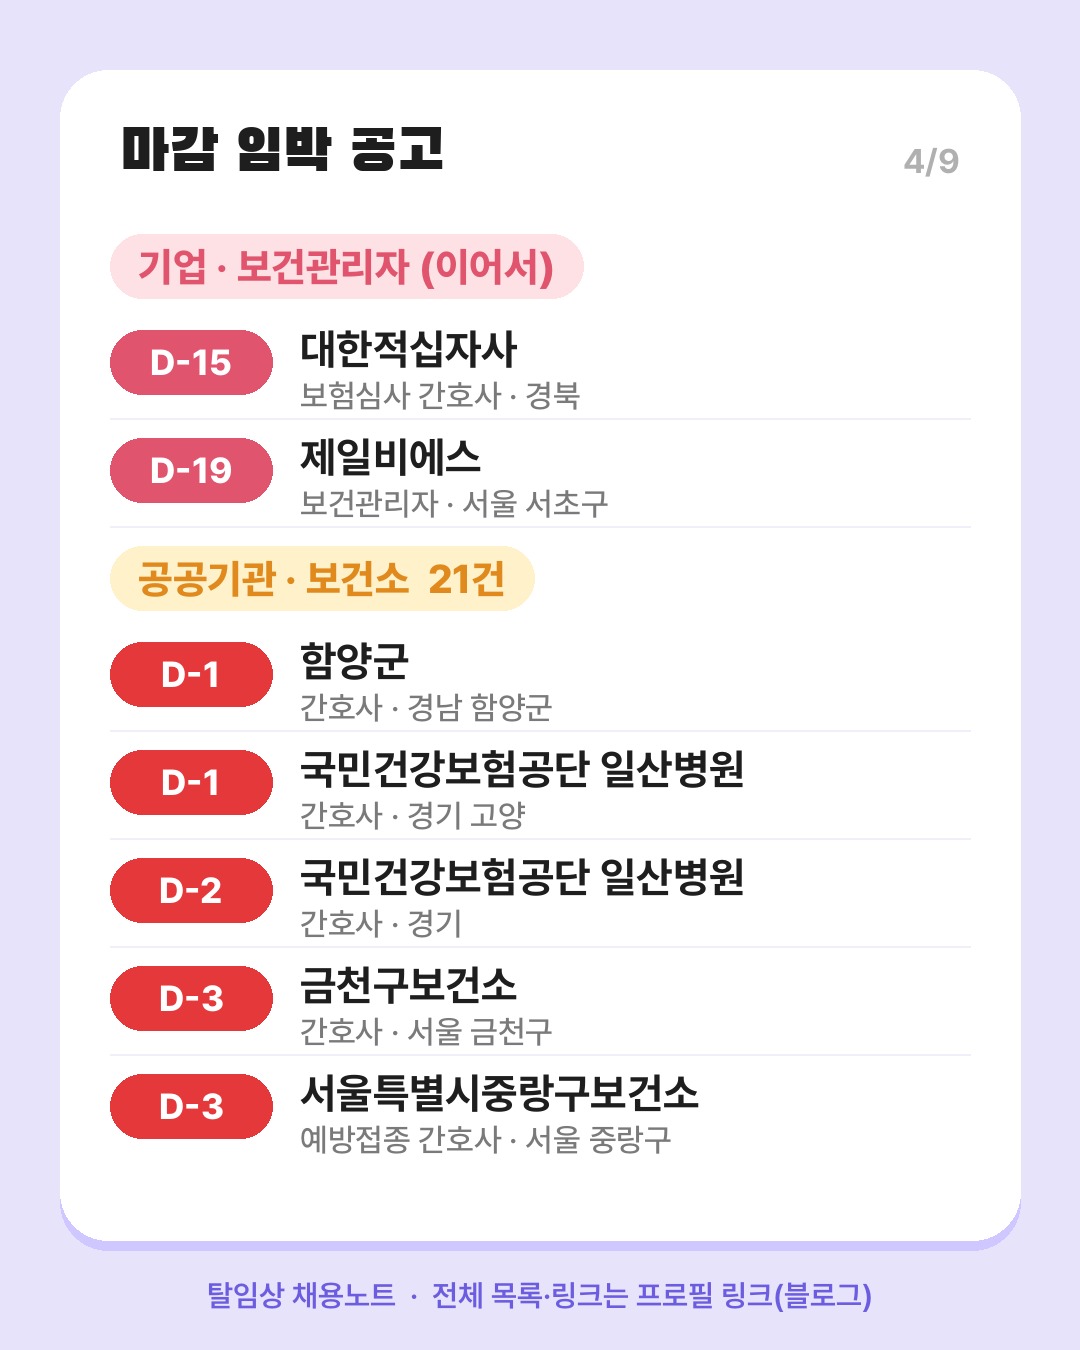 마감 임박 공고
4/9
기업 · 보건관리자 (이어서)
D-15
대한적십자사
보험심사 간호사 · 경북
D-19
제일비에스
보건관리자 · 서울 서초구
공공기관 · 보건소 21건
D-1
함양군
간호사 · 경남 함양군
D-1
국민건강보험공단 일산병원
간호사 · 경기 고양
D-2
국민건강보험공단 일산병원
간호사 · 경기
D-3
금천구보건소
간호사 · 서울 금천구
D-3
서울특별시중랑구보건소
예방접종 간호사 · 서울 중랑구
탈임상 채용노트 · 전체 목록·링크는 프로필 링크(블로그)